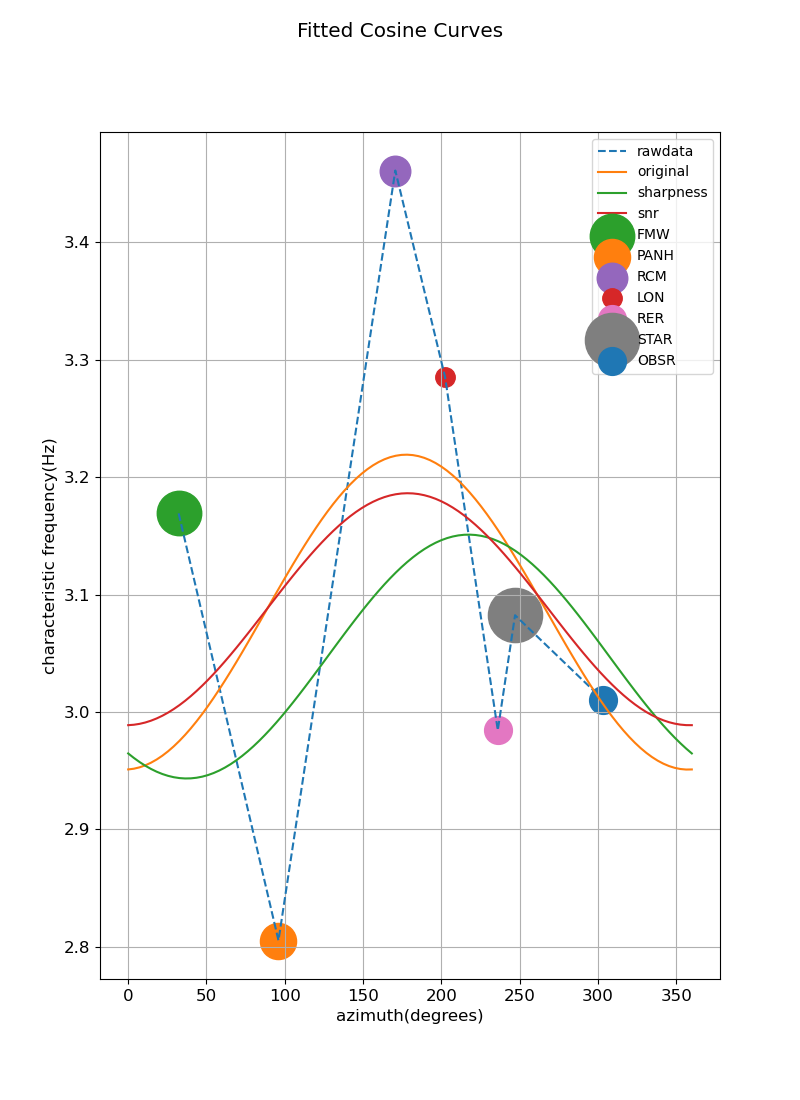 Fitted Cosine Curves
rawdata
original
sharpness
snr
FMW
PANH
RCM
LON
RER
STAR
OBSR
characteristic frequency(Hz)
3.4
3.3
3.2
3.1
3.0
2.9
2.8
0 50 100 150 200 250 300 350
azimuth(degrees)